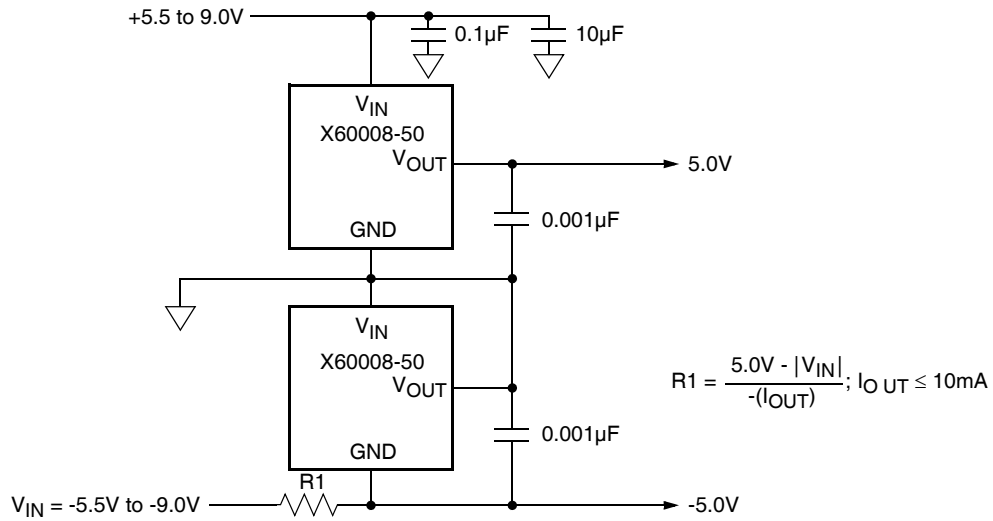 +5.5 to 9.0V
0.1µF
10µF
VIN
X60008-50
VOUT
5.0V
0.001µF
GND
VIN
X60008-50
VOUT
R1 = 5.0V - |VIN| / -(IOUT) ; IO UT ≤ 10mA
0.001µF
GND
R1
VIN = -5.5V to -9.0V
-5.0V